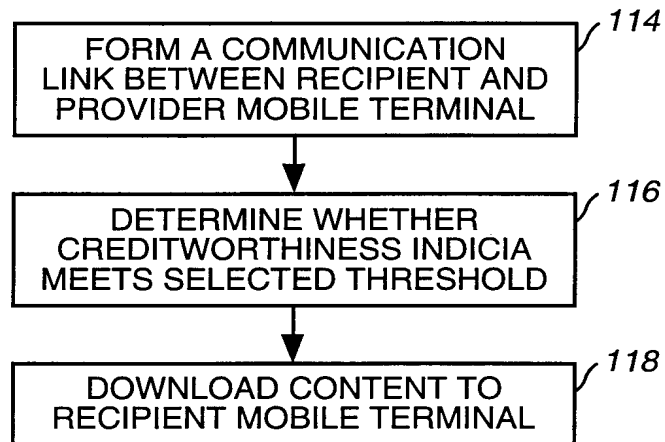 114
FORM A COMMUNICATION
LINK BETWEEN RECIPIENT AND
PROVIDER MOBILE TERMINAL
116
DETERMINE WHETHER
CREDITWORTHINESS INDICIA
MEETS SELECTED THRESHOLD
118
DOWNLOAD CONTENT TO
RECIPIENT MOBILE TERMINAL